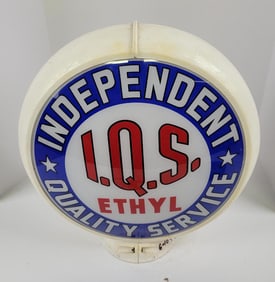 INDEPENDENT
I.Q.S.
ETHYL
QUALITY SERVICE